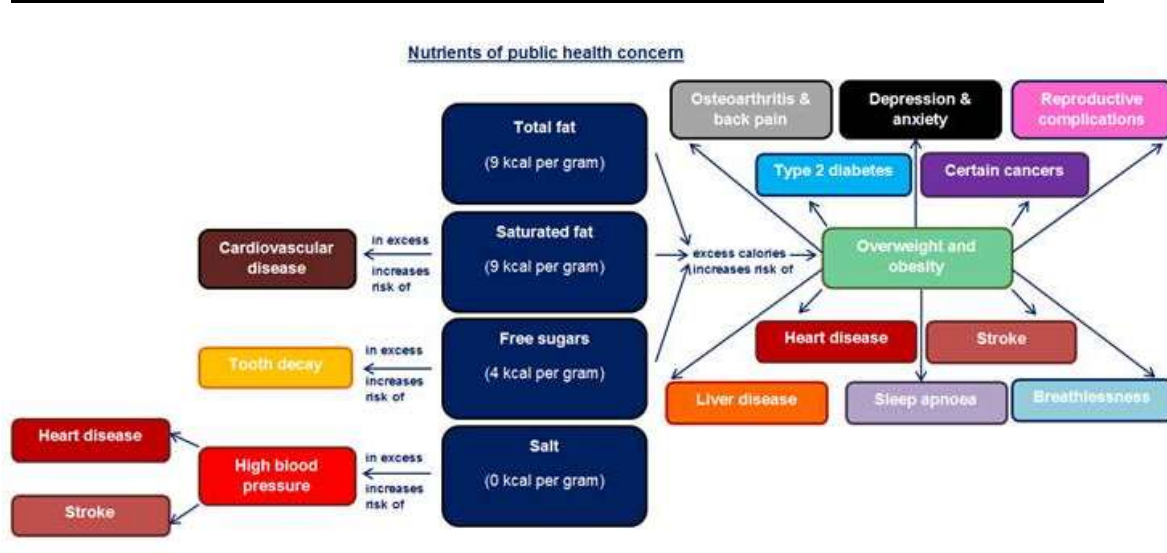 Nutrients of public health concern
Osteoarthritis &
back pain
Depression &
anxiety
Reproductive
complications
Total fat
(9 kcal per gram)
Type 2 diabetes
Certain cancers
Cardiovascular
disease
in excess
increases
risk of
Saturated fat
(9 kcal per gram)
excess calories
increases risk of
Overweight and
obesity
Tooth decay
in excess
increases
risk of
Free sugars
(4 kcal per gram)
Heart disease
Stroke
Liver disease
Sleep apnoea
Breathlessness
Heart disease
Stroke
High blood
pressure
in excess
increases
risk of
Salt
(0 kcal per gram)